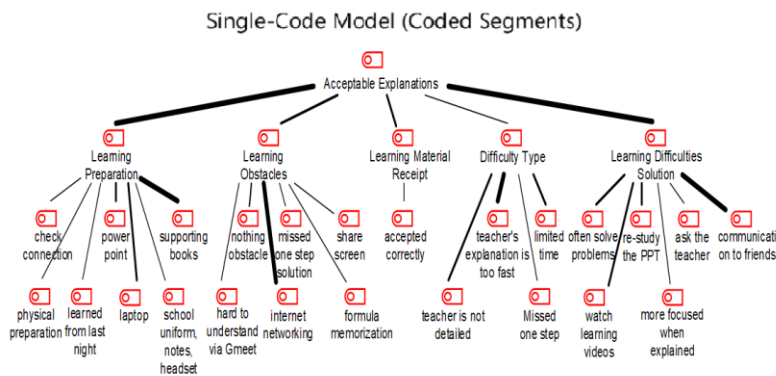 Single-Code Model (Coded Segments)
Acceptable Explanations
Learning
Preparation
Learning
Obstacles
Learning Material
Receipt
Difficulty Type
Learning Difficulties
Solution
check
connection
power
point
supporting
books
nothing
obstacle
missed
one step
solution
share
screen
accepted
correctly
teacher's
explanation is
too fast
limited
time
often solve
problems
re-study
the PPT
ask the
teacher
communicati
on to friends
physical
preparation
learned
from last
night
laptop
school
uniform,
notes,
headset
hard to
understand
via Gmeet
internet
networking
formula
memorization
teacher is not
detailed
Missed
one step
watch
learning
videos
more focused
when
explained